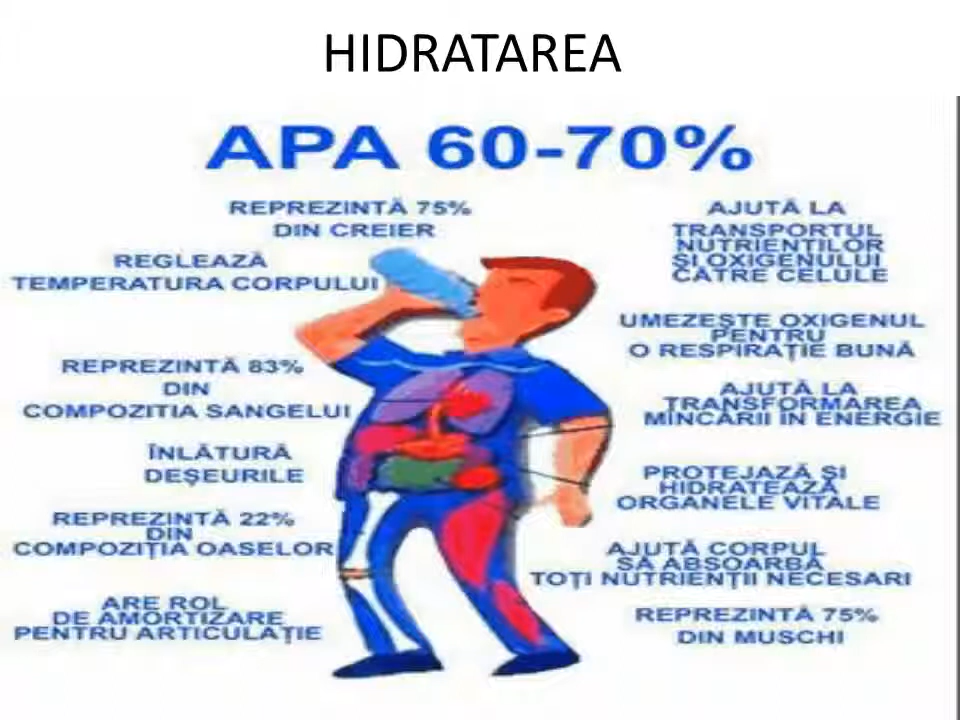 HIDRATAREA
APA 60-70%
REPREZINTĂ 75%
DIN CREIER
REGLEAZĂ
TEMPERATURA CORPULUI
REPREZINTĂ 83%
DIN
COMPOZITIA SANGELUI
ÎNLĂTURĂ
DEȘEURILE
REPREZINTĂ 22%
DIN
COMPOZIȚIA OASELOR
ARE ROL
DE AMORTIZARE
PENTRU ARTICULAȚIE
AJUTĂ LA
TRANSPORTUL
NUTRIENȚILOR
ȘI OXIGENULUI
CĂTRE CELULE
UMEZEȘTE OXIGENUL
PENTRU
O RESPIRAȚIE BUNĂ
AJUTĂ LA
TRANSFORMAREA
MÎNCĂRII ÎN ENERGIE
PROTEJAZĂ ȘI
HIDRATEAZĂ
ORGANELE VITALE
AJUTĂ CORPUL
SĂ ABSOARBĂ
TOȚI NUTRIENȚII NECESARI
REPREZINTĂ 75%
DIN MUSCHI